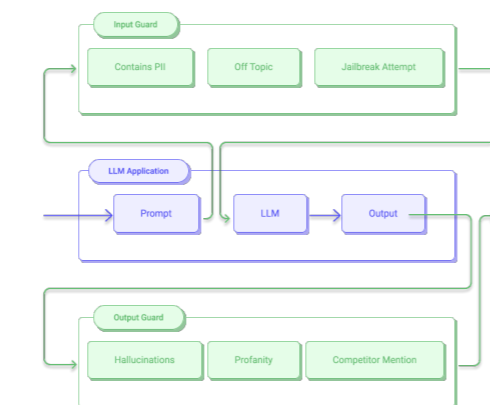 Input Guard
Contains PII
Off Topic
Jailbreak Attempt
LLM Application
Prompt
LLM
Output
Output Guard
Hallucinations
Profanity
Competitor Mention